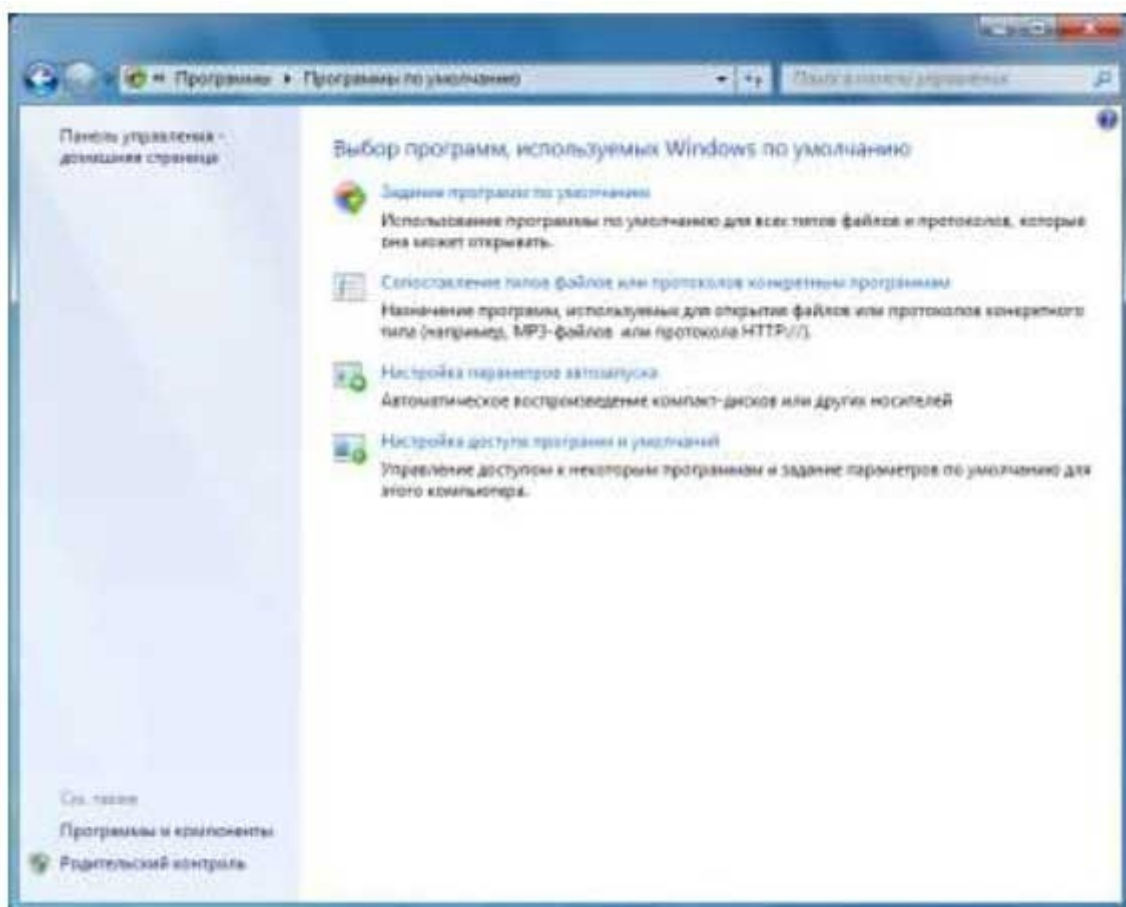 Программы ▸ Программы по умолчанию
Поиск в панели управления
Панель управления -
домашняя страница
Выбор программ, используемых Windows по умолчанию
Задание программ по умолчанию
Использование программы по умолчанию для всех типов файлов и протоколов, которые
она может открывать.
Сопоставление типов файлов или протоколов конкретным программам
Назначение программ, используемых для открытия файлов или протоколов конкретного
типа (например, MP3-файлов или протокола HTTP://).
Настройка параметров автозапуска
Автоматическое воспроизведение компакт-дисков или других носителей
Настройка доступа программ и умолчаний
Управление доступом к некоторым программам и задание параметров по умолчанию для
этого компьютера.
См. также
Программы и компоненты
Родительский контроль